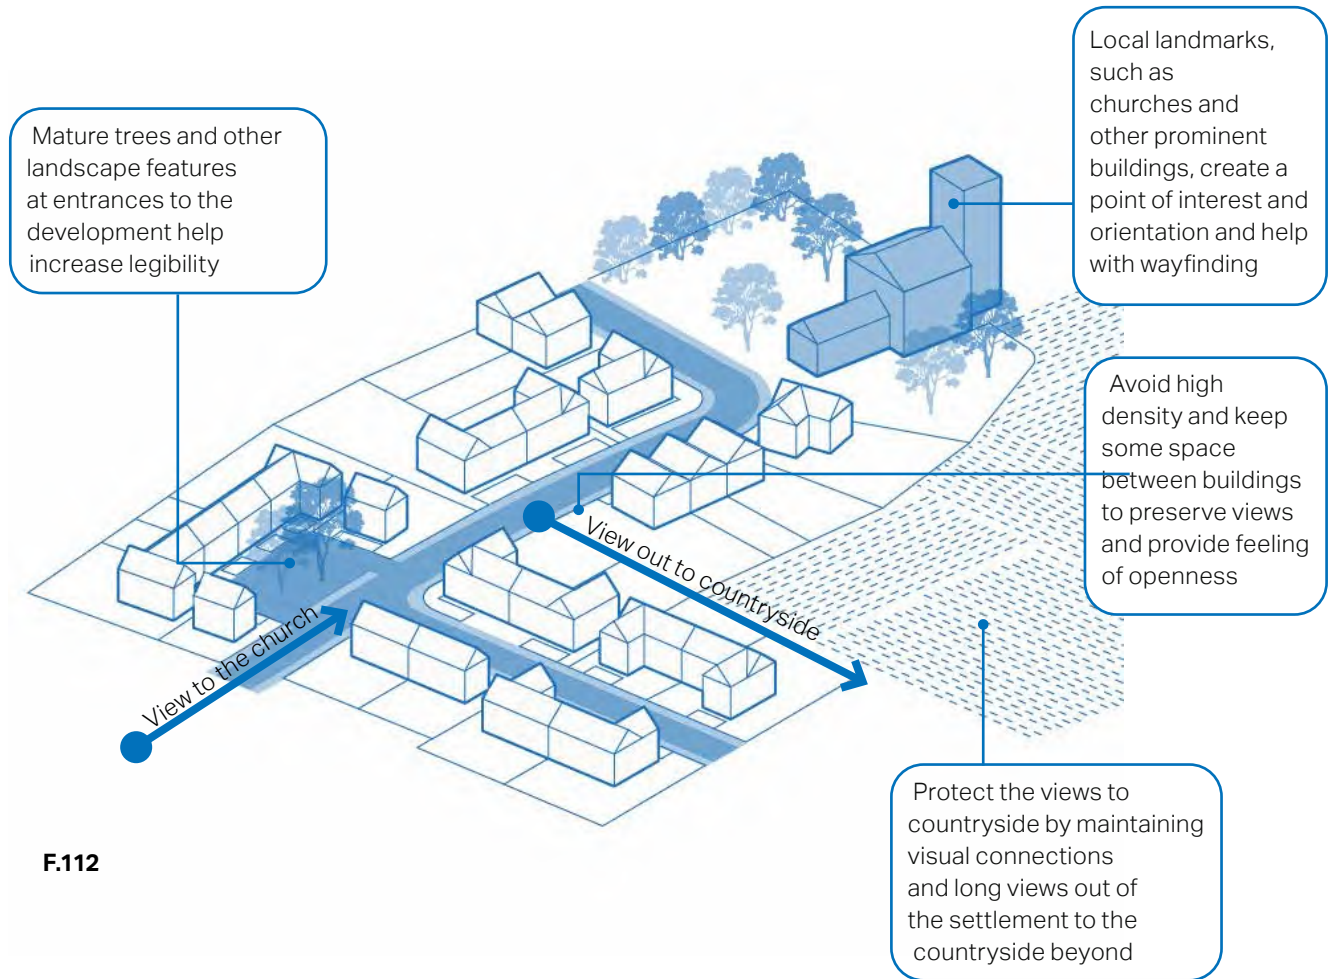 Local landmarks,
such as
churches and
other prominent
buildings, create a
point of interest and
orientation and help
with wayfinding
Mature trees and other
landscape features
at entrances to the
development help
increase legibility
Avoid high
density and keep
some space
between buildings
to preserve views
and provide feeling
of openness
View out to countryside
View to the church
Protect the views to
countryside by maintaining
visual connections
and long views out of
the settlement to the
countryside beyond
F.112